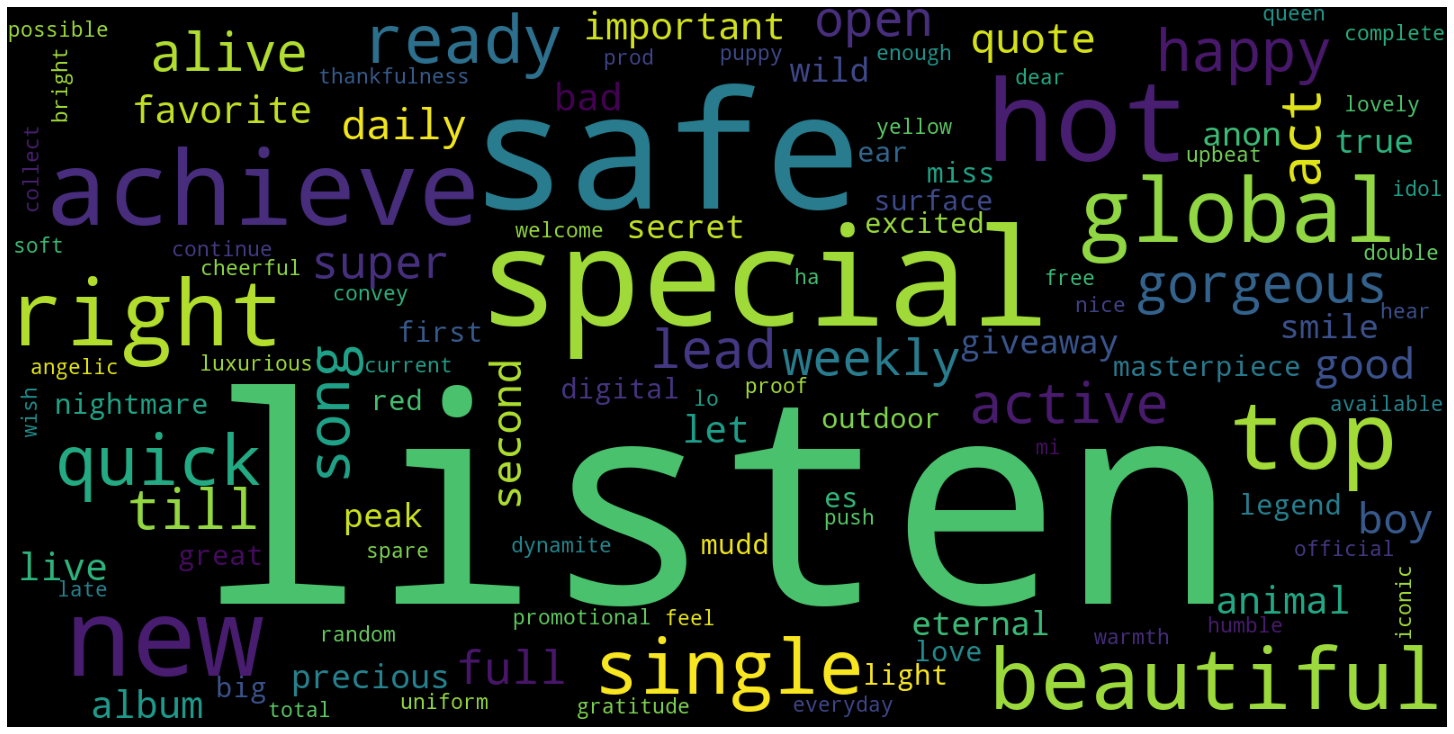 possible
alive
ready
important
open
quote
queen
happy
complete
bright
thankfulness
prod
puppy
enough
wild
dear
favorite
daily
bad
safe
hot
act
lovely
yellow
ear
anon
true
upbeat
collect
achieve
miss
surface
global
idol
soft
continue
cheerful
super
welcome
secret
excited
special
double
convey
ha
free
gorgeous
nice
hear
right
first
lead
weekly
giveaway
smile
good
angelic
luxurious
song
current
masterpiece
wish
nightmare
red
second
digital
proof
lo
let
outdoor
active
available
top
quick
till
listen
mi
es
push
legend
boy
peak
live
late
great
spare
dynamite
mudd
official
new
random
promotional
feel
eternal
warmth
animal
humble
iconic
album
big
precious
full
single
light
love
beautiful
total
uniform
gratitude
everyday